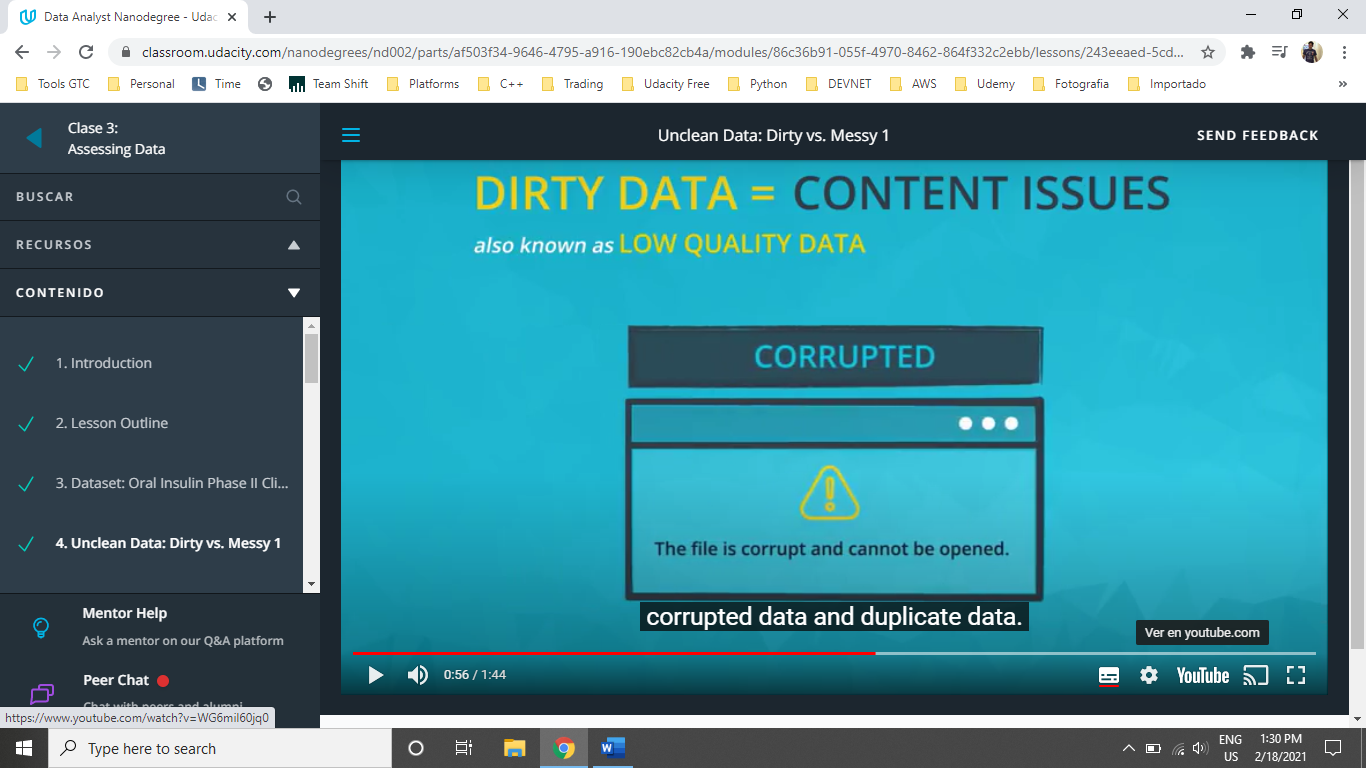 Data Analyst Nanodegree - Udac
classroom.udacity.com/nanodegrees/nd002/parts/af503f34-9646-4795-a916-190ebc82cb4a/modules/86c36b91-055f-4970-8462-864f332c2ebb/lessons/243eeaed-5cd...
Tools GTC Personal Time Team Shift Platforms C++ Trading Udacity Free Python DEVNET AWS Udemy Fotografia Importado »
Clase 3:
Assessing Data
Unclean Data: Dirty vs. Messy 1
SEND FEEDBACK
BUSCAR
RECURSOS
CONTENIDO
1. Introduction
2. Lesson Outline
3. Dataset: Oral Insulin Phase II Cli...
4. Unclean Data: Dirty vs. Messy 1
Mentor Help
Ask a mentor on our Q&A platform
Peer Chat
Chat with peers and alumni
https://www.youtube.com/watch?v=WG6mil60jq0
DIRTY DATA = CONTENT ISSUES
also known as LOW QUALITY DATA
CORRUPTED
The file is corrupt and cannot be opened.
corrupted data and duplicate data.
Ver en youtube.com
0:56 / 1:44
YouTube
Type here to search
W
ENG
US
1:30 PM
2/18/2021